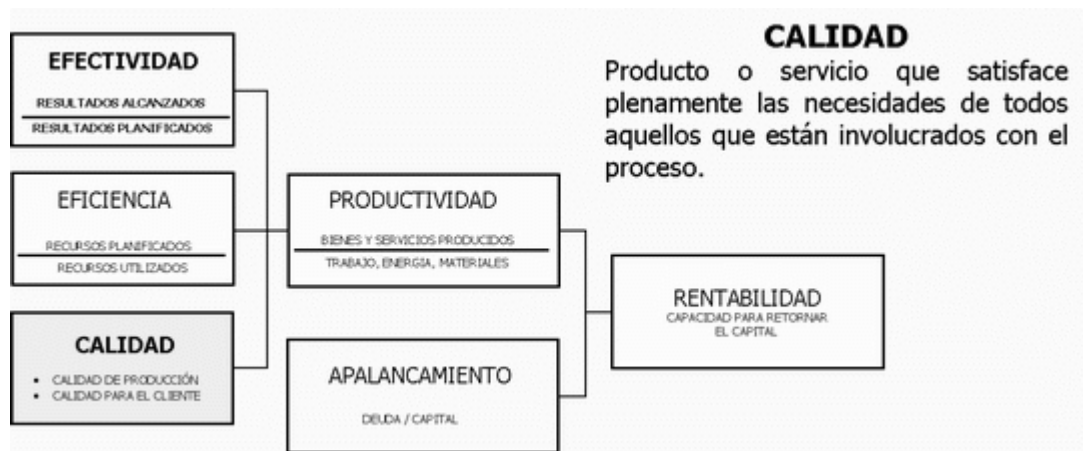 EFECTIVIDAD
RESULTADOS ALCANZADOS
RESULTADOS PLANIFICADOS
EFICIENCIA
RECURSOS PLANIFICADOS
RECURSOS UTILIZADOS
CALIDAD
• CALIDAD DE PRODUCCIÓN
• CALIDAD PARA EL CLIENTE
PRODUCTIVIDAD
BIENES Y SERVICIOS PRODUCIDOS
TRABAJO, ENERGIA, MATERIALES
APALANCAMIENTO
DEUDA / CAPITAL
RENTABILIDAD
CAPACIDAD PARA RETORNAR
EL CAPITAL
CALIDAD
Producto o servicio que satisface
plenamente las necesidades de todos
aquellos que están involucrados con el
proceso.